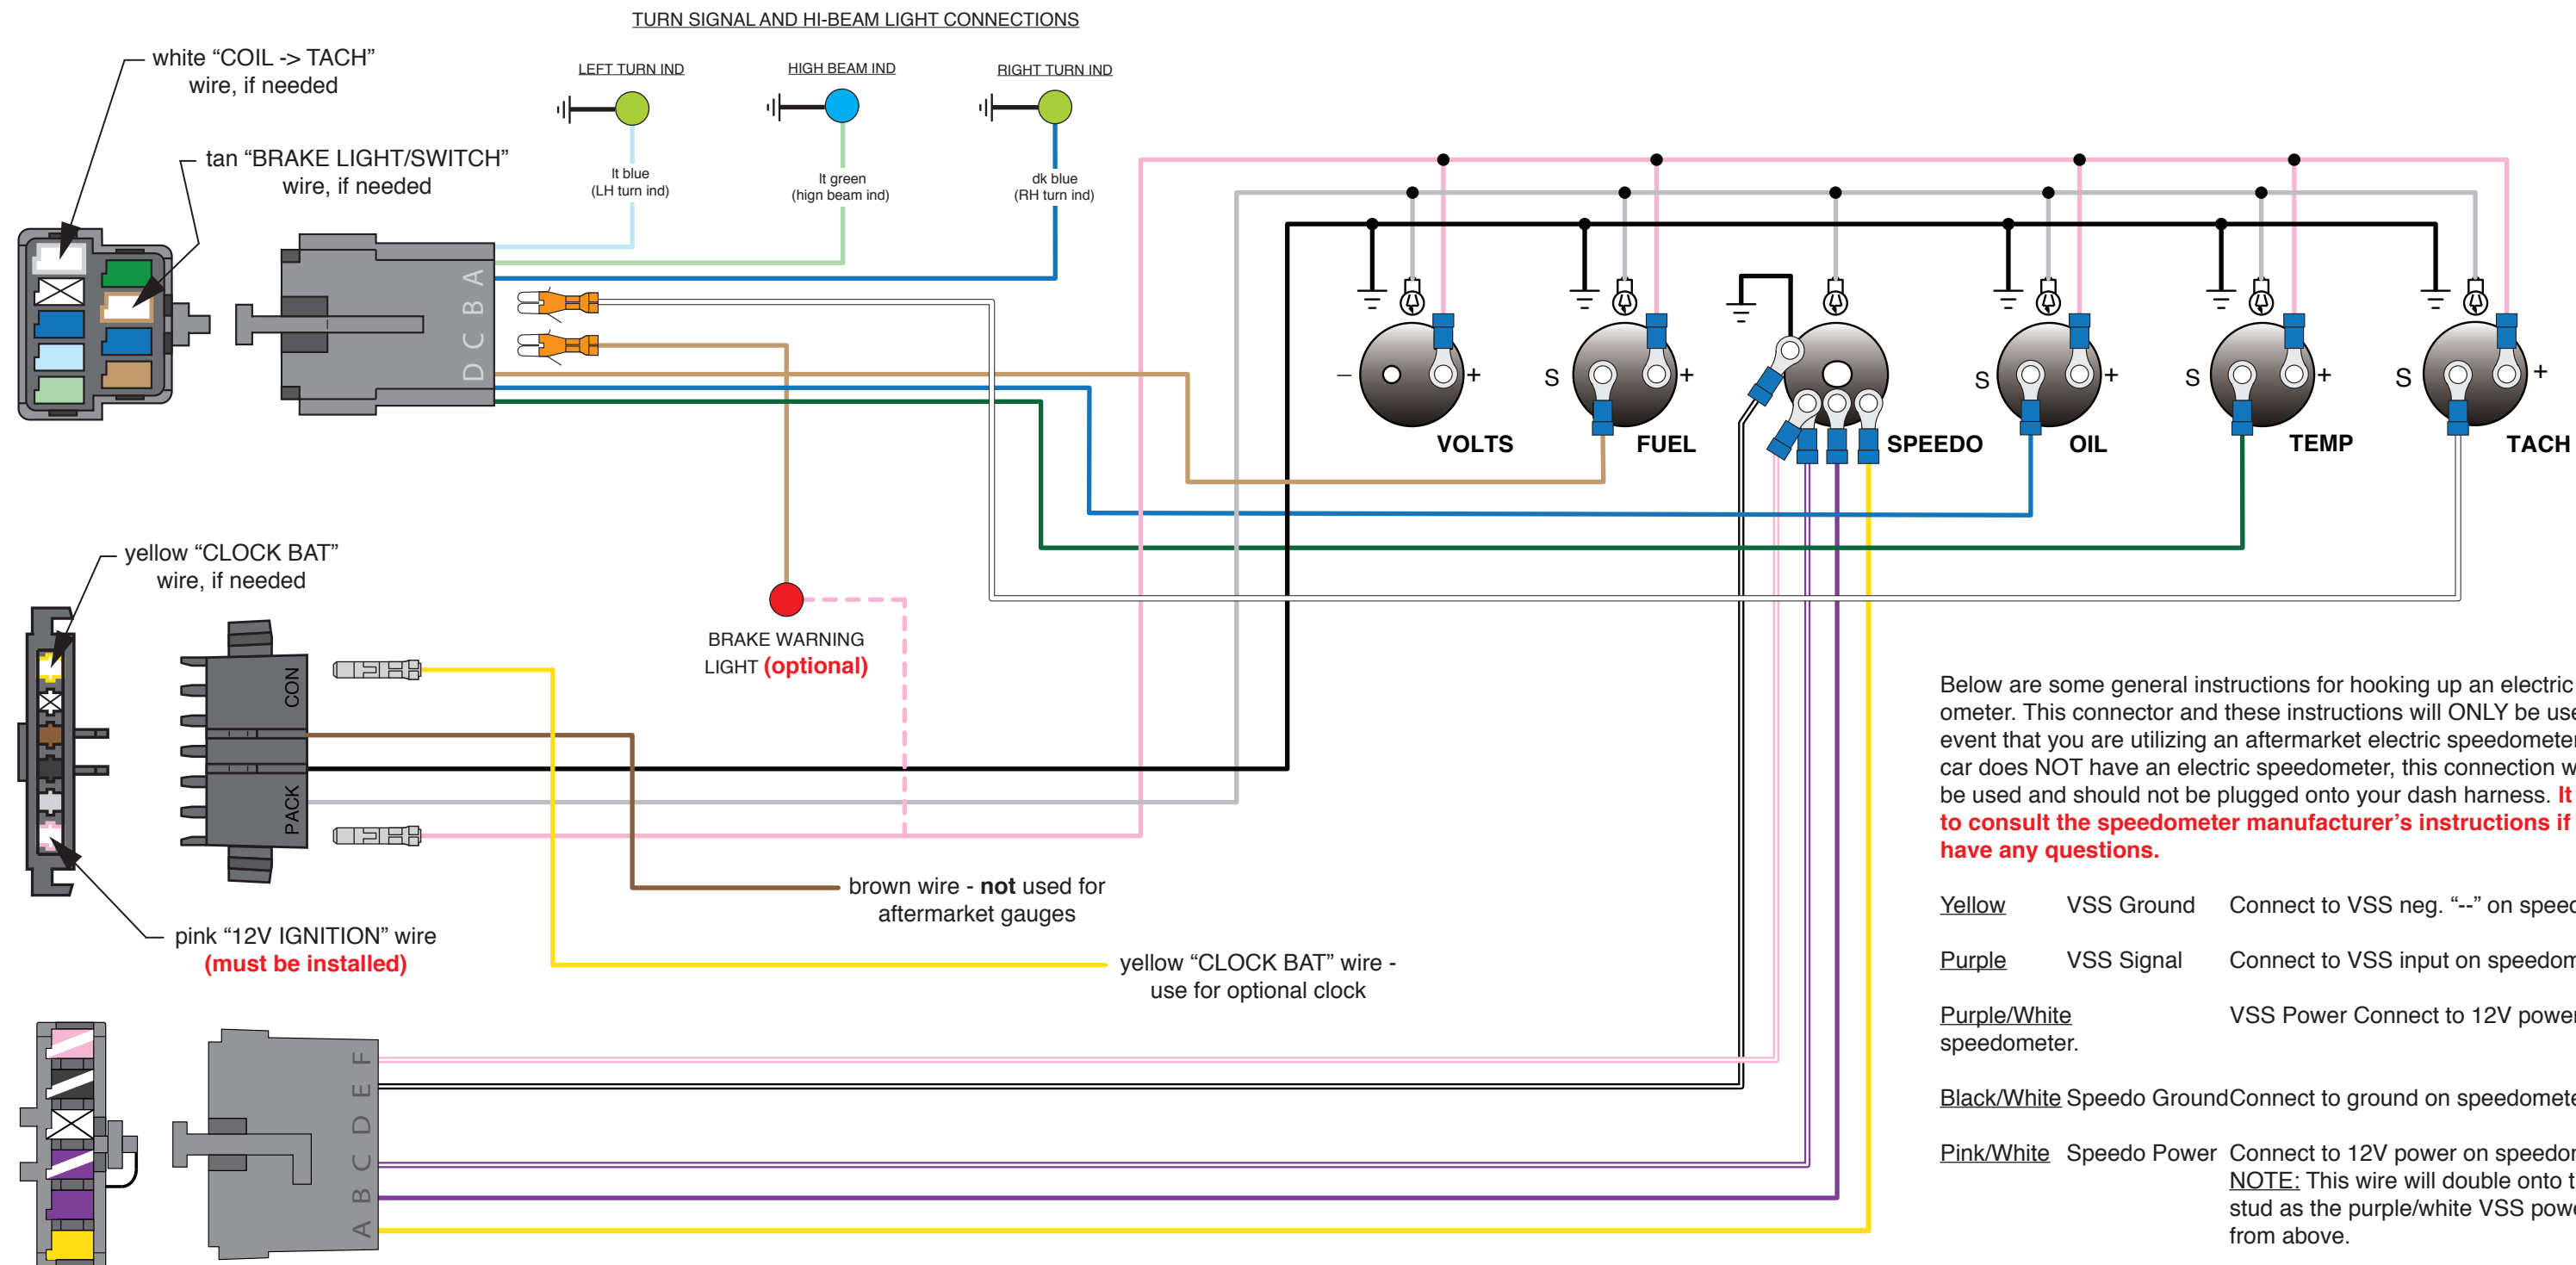 TURN SIGNAL AND HI-BEAM LIGHT CONNECTIONS
white “COIL -> TACH”
wire, if needed
LEFT TURN IND
HIGH BEAM IND
RIGHT TURN IND
tan “BRAKE LIGHT/SWITCH”
wire, if needed
lt blue
(LH turn ind)
lt green
(hign beam ind)
dk blue
(RH turn ind)
D C B A
–
+
S
+
S
+
S
+
S
+
VOLTS
FUEL
SPEEDO
OIL
TEMP
TACH
yellow “CLOCK BAT”
wire, if needed
BRAKE WARNING
LIGHT (optional)
CON
PACK
brown wire - not used for
aftermarket gauges
pink “12V IGNITION” wire
(must be installed)
yellow “CLOCK BAT” wire -
use for optional clock
A B C D E F
Below are some general instructions for hooking up an electric
ometer. This connector and these instructions will ONLY be use
event that you are utilizing an aftermarket electric speedometer
car does NOT have an electric speedometer, this connection w
be used and should not be plugged onto your dash harness. It
to consult the speedometer manufacturer’s instructions if
have any questions.
Yellow VSS Ground Connect to VSS neg. “--” on speed
Purple VSS Signal Connect to VSS input on speedom
Purple/White VSS Power Connect to 12V power
speedometer.
Black/White Speedo Ground Connect to ground on speedomete
Pink/White Speedo Power Connect to 12V power on speedom
NOTE: This wire will double onto t
stud as the purple/white VSS powe
from above.